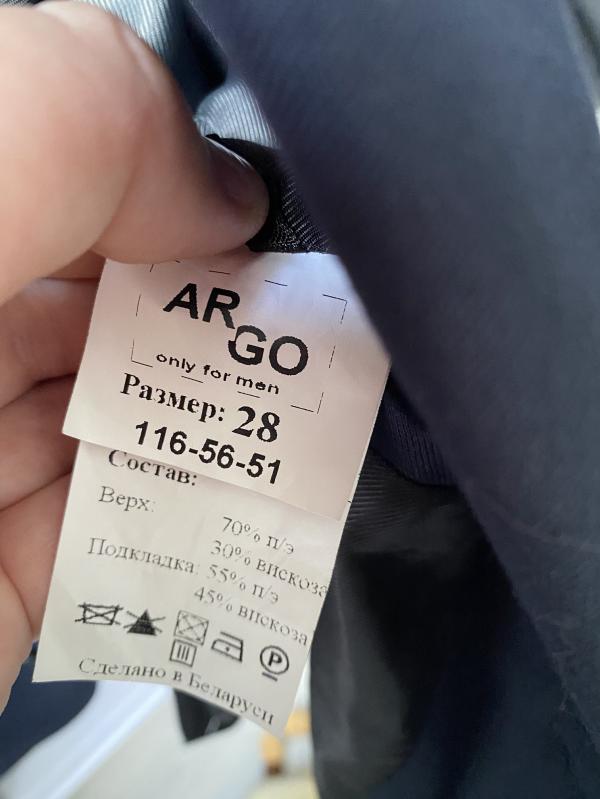 AR
GO
only for men
Размер: 28
116-56-51
Состав:
Верх:
70% п/э
30% вискоза
Подкладка: 55% п/э
45% вискоза
P
Сделано в Беларуси